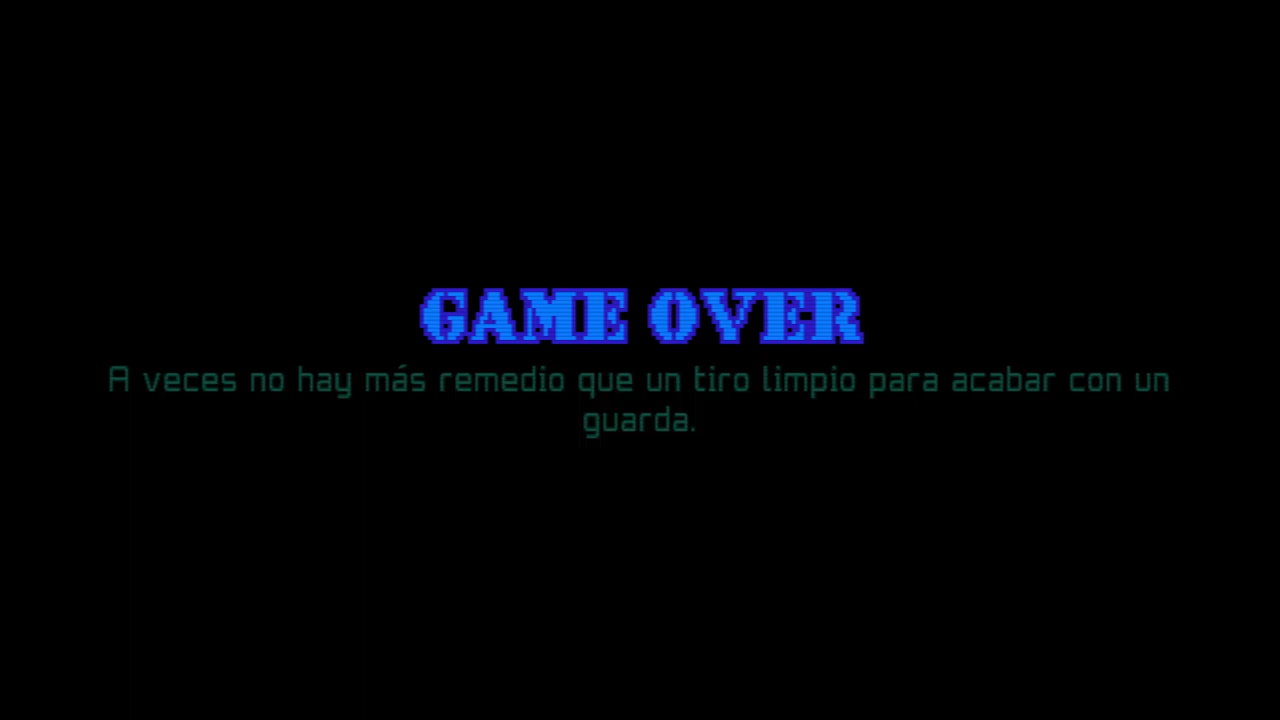 GAME OVER
A veces no hay más remedio que un tiro limpio para acabar con un
guarda.